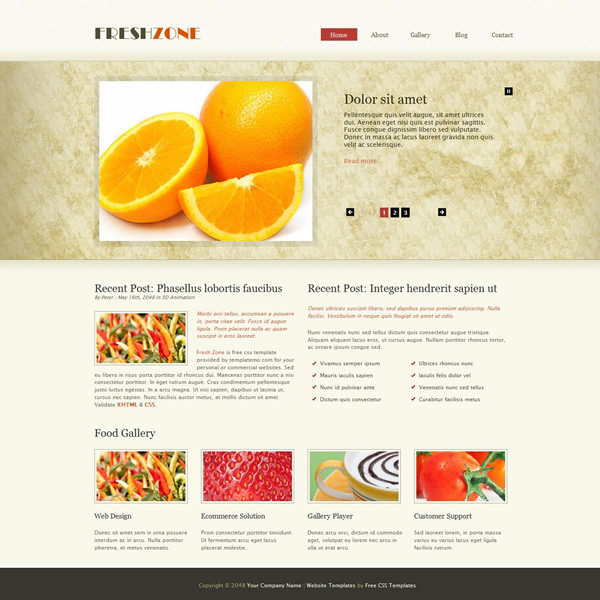 FRESHZONE
Home About Gallery Blog Contact
Dolor sit amet
Pellentesque quis velit augue, sit amet ultrices
dui. Aenean eget nisi quis est pulvinar sagittis.
Fusce congue dignissim libero sed vulputate.
Donec in massa ac lacus laoreet gravida non quis
velit ac scelerisque.
Read more
1 2 3
Recent Post: Phasellus lobortis faucibus
By Peter | May 16th, 2048 in 3D Animation
Morbi orci tellus, accumsan a posuere
in, porta vitae velit. Fusce id augue
ligula. Proin placerat nulla ac quam
suscipit in eros laoreet.
Fresh Zone is free css template
provided by templatemo.com for your
personal or commercial websites. Sed
eu libero in risus porta porttitor id rhoncus dui. Maecenas porttitor nunc a nisi
consectetur porttitor. In eget rutrum augue. Cras condimentum pellentesque
justo luctus egestas. In a arcu magna. Ut nisi sapien, dapibus ut lacinia ut,
cursus nec sapien. Nunc facilisis auctor metus, at mollis dictum sit amet.
Validate XHTML & CSS.
Recent Post: Integer hendrerit sapien ut
Donec ultricies suscipit libero, sed dapibus purus pretium adipiscing. Nulla
facilisi. Vestibulum in neque quis feugiat sit amet ut odio.
Nunc venenatis nunc sed tellus dictum quis consectetur augue tristique.
Aliquam aliquam lacus eros, ut cursus augue. Nullam porttitor rhoncus tortor,
ac ornare ipsum congue sed.
Vivamus semper ipsum
Mauris iaculis sapien
Nunc id pulvinar ante
Dictum quis consectetur
Ultrices rhoncus nunc
Iaculis felis dolor vel
Venenatis nunc sed tellus
Curabitur facilisis metus
Food Gallery
Web Design
Donec sit amet sem in urna posuere
interdum ac in arcu. Nulla porttitor
pharetra, et metus venenatis.
Ecommerce Solution
Proin consectetur porttitor tincidunt.
Ut fermentum arcu eget lacus
placerat molestie.
Gallery Player
Donec arcu orci, dictum id commodo
eget, volutpat eu lorem nec arcu in
ulla ut erat arcu.
Customer Support
Sed laoreet lorem, in porta massa
varius eu varius lacus eget ligula
facilisis rutrum.
Copyright © 2048 Your Company Name | Website Templates by Free CSS Templates